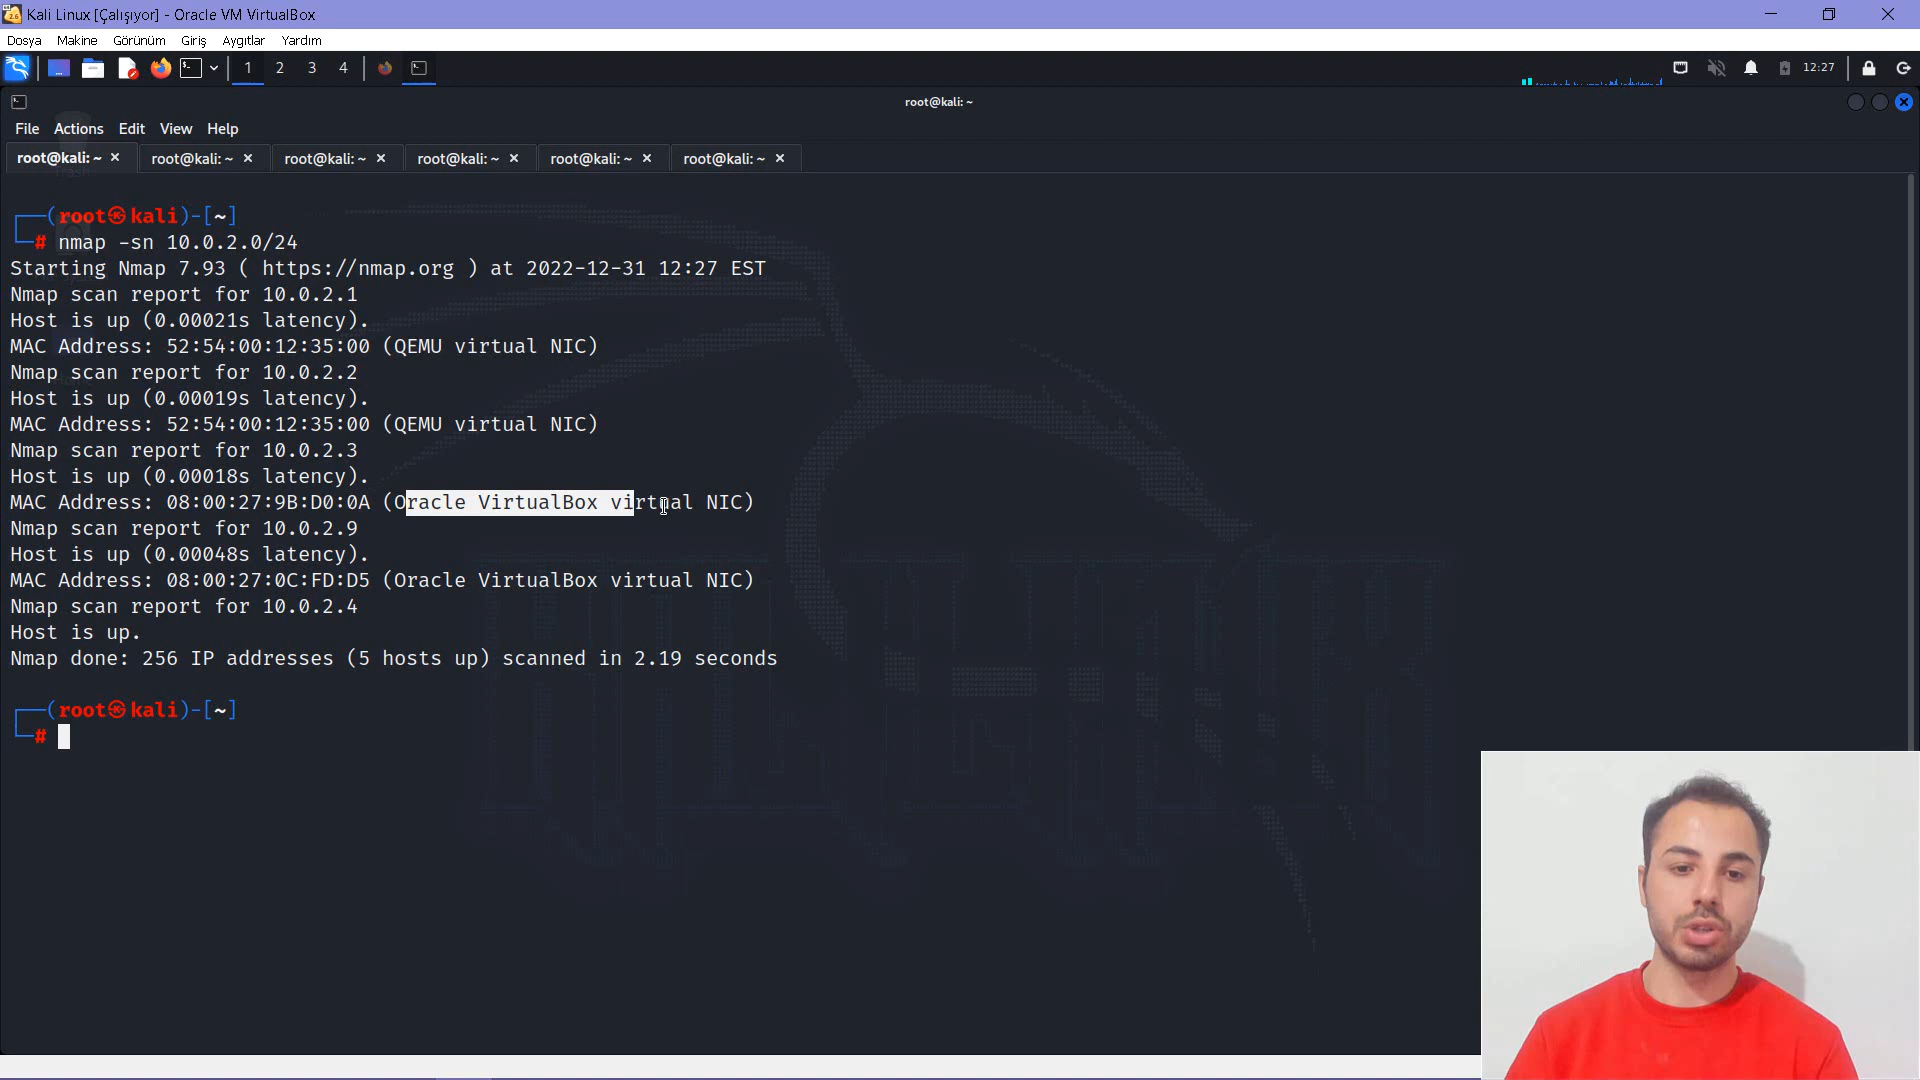 Kali Linux [Çalışıyor] - Oracle VM VirtualBox
Dosya Makine Görünüm Giriş Aygıtlar Yardım
1 2 3 4 12:27
root@kali: ~
File Actions Edit View Help
root@kali: ~ × root@kali: ~ × root@kali: ~ × root@kali: ~ × root@kali: ~ × root@kali: ~ ×
(root㉿kali)-[~]
# nmap -sn 10.0.2.0/24
Starting Nmap 7.93 ( https://nmap.org ) at 2022-12-31 12:27 EST
Nmap scan report for 10.0.2.1
Host is up (0.00021s latency).
MAC Address: 52:54:00:12:35:00 (QEMU virtual NIC)
Nmap scan report for 10.0.2.2
Host is up (0.00019s latency).
MAC Address: 52:54:00:12:35:00 (QEMU virtual NIC)
Nmap scan report for 10.0.2.3
Host is up (0.00018s latency).
MAC Address: 08:00:27:9B:D0:0A (Oracle VirtualBox virtual NIC)
Nmap scan report for 10.0.2.9
Host is up (0.00048s latency).
MAC Address: 08:00:27:0C:FD:D5 (Oracle VirtualBox virtual NIC)
Nmap scan report for 10.0.2.4
Host is up.
Nmap done: 256 IP addresses (5 hosts up) scanned in 2.19 seconds
(root㉿kali)-[~]
#